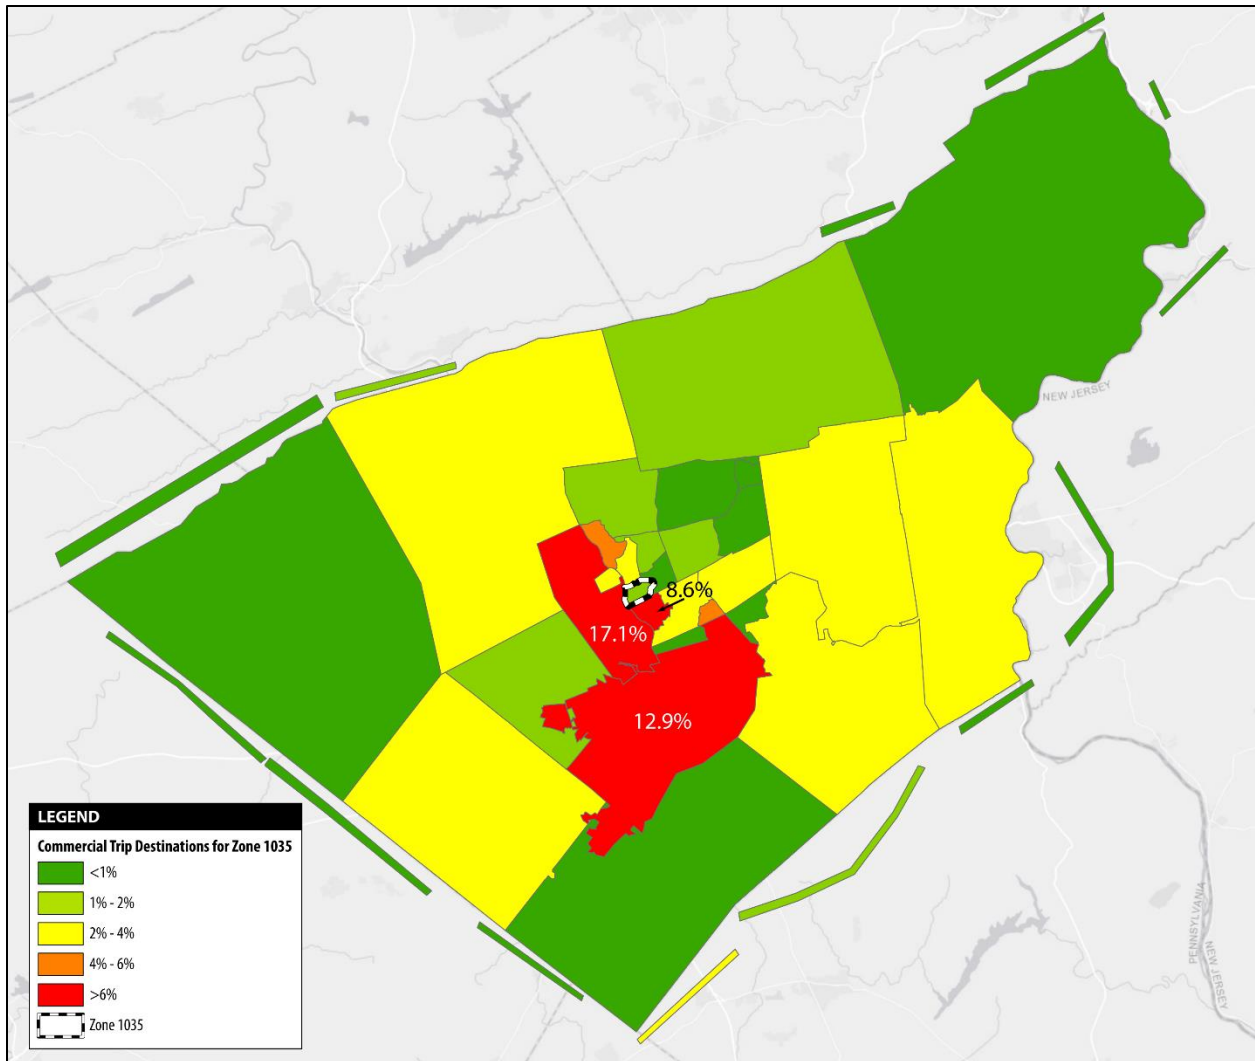 NEW JERSEY
8.6%
17.1%
12.9%
LEGEND
Commercial Trip Destinations for Zone 1035
<1%
1% - 2%
2% - 4%
4% - 6%
>6%
Zone 1035
PENNSYLVANIA
NEW JERSEY